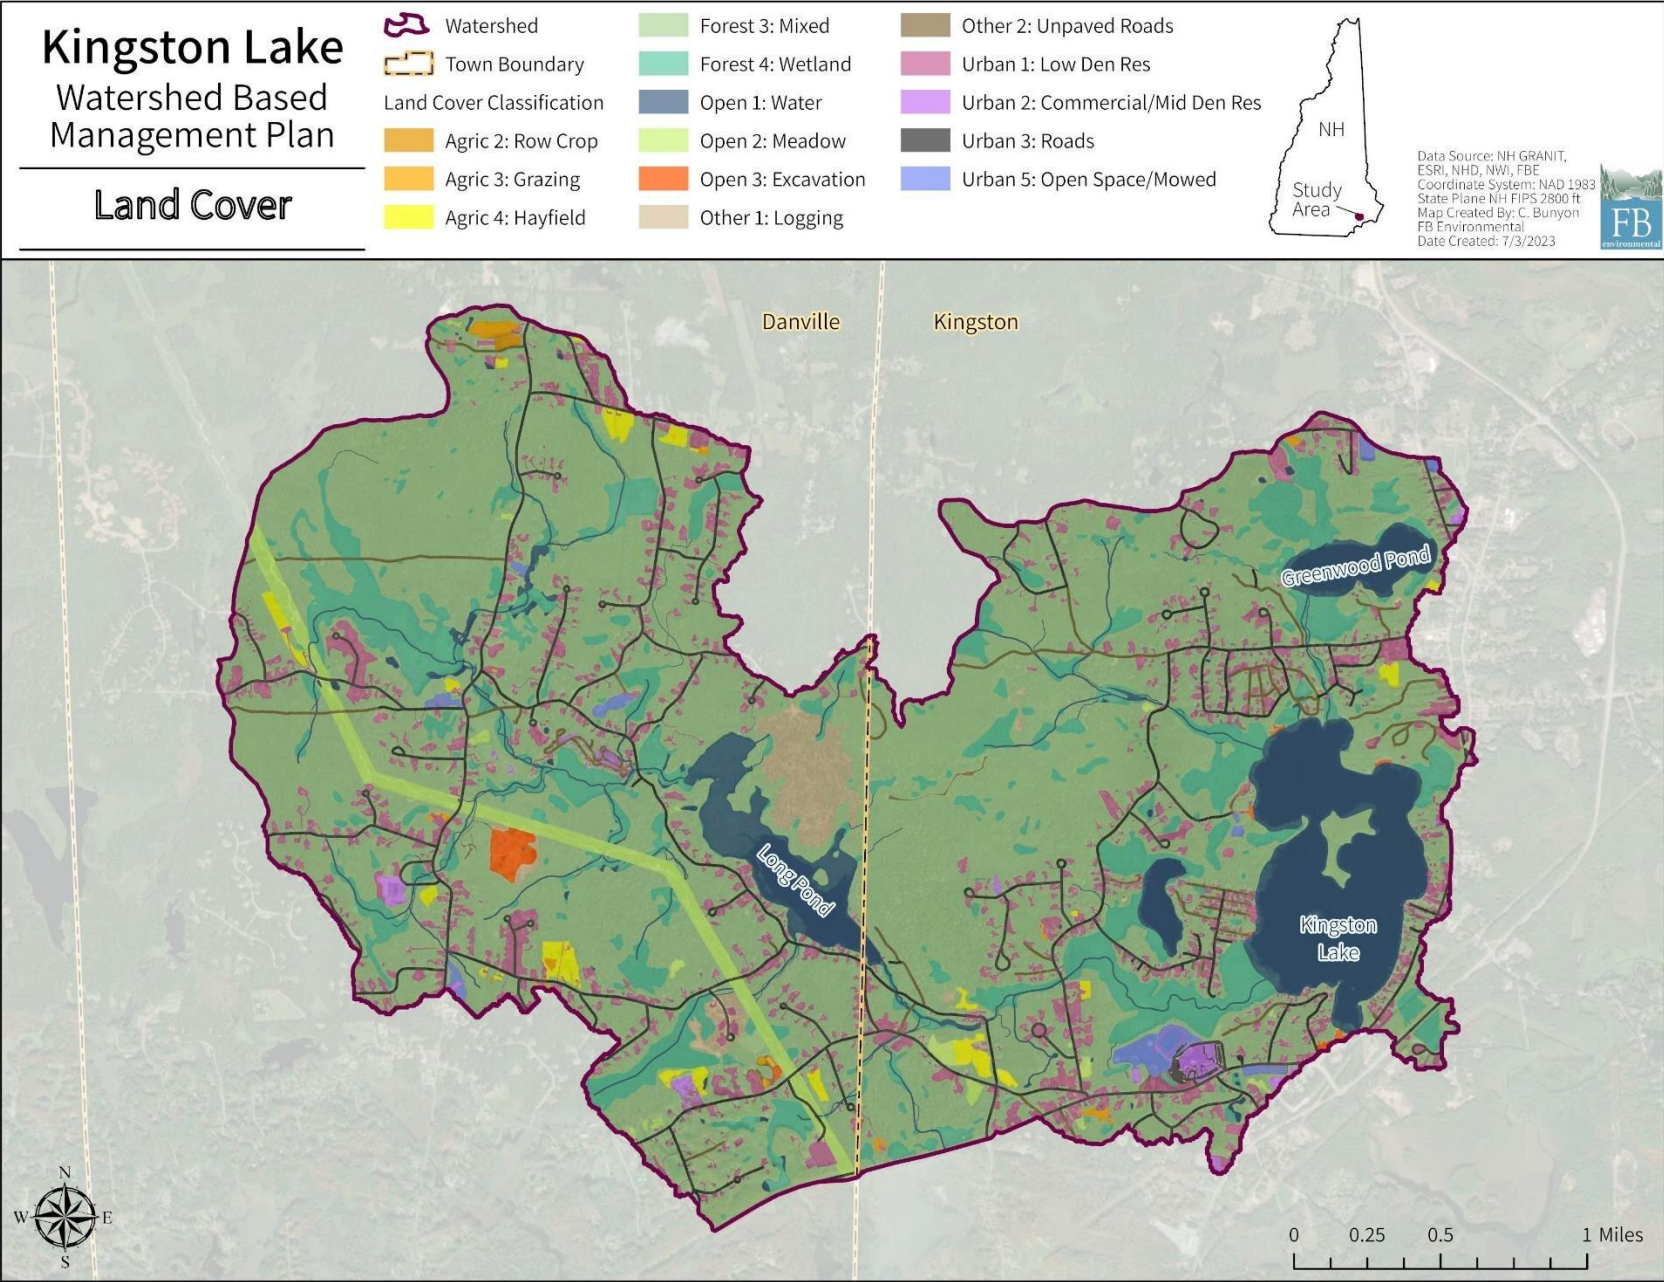 Kingston Lake
Watershed Based
Management Plan
Land Cover
Watershed
Town Boundary
Land Cover Classification
Agric 2: Row Crop
Agric 3: Grazing
Agric 4: Hayfield
Forest 3: Mixed
Forest 4: Wetland
Open 1: Water
Open 2: Meadow
Open 3: Excavation
Other 1: Logging
Other 2: Unpaved Roads
Urban 1: Low Den Res
Urban 2: Commercial/Mid Den Res
Urban 3: Roads
Urban 5: Open Space/Mowed
NH
Study
Area
Data Source: NH GRANIT,
ESRI, NHD, NWI, FBE
Coordinate System: NAD 1983
State Plane NH FIPS 2800 ft
Map Created By: C. Bunyon
FB Environmental
Date Created: 7/3/2023
FB
environmental
Danville
Kingston
Greenwood Pond
Long Pond
Kingston
Lake
N
W E
S
0 0.25 0.5 1 Miles